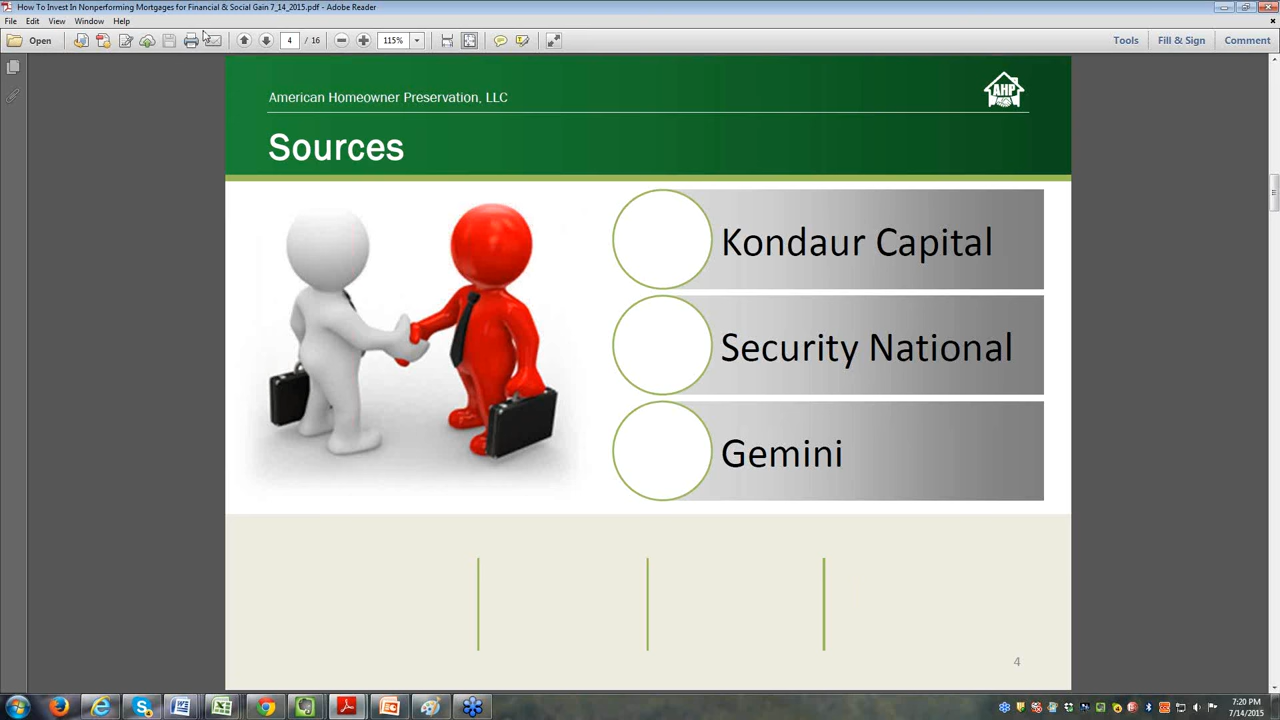 How To Invest In Nonperforming Mortgages for Financial & Social Gain 7_14_2015.pdf - Adobe Reader
File Edit View Window Help
Open 4 / 16 115% Tools Fill & Sign Comment
American Homeowner Preservation, LLC
AHP
Sources
Kondaur Capital
Security National
Gemini
4
7:20 PM
7/14/2015